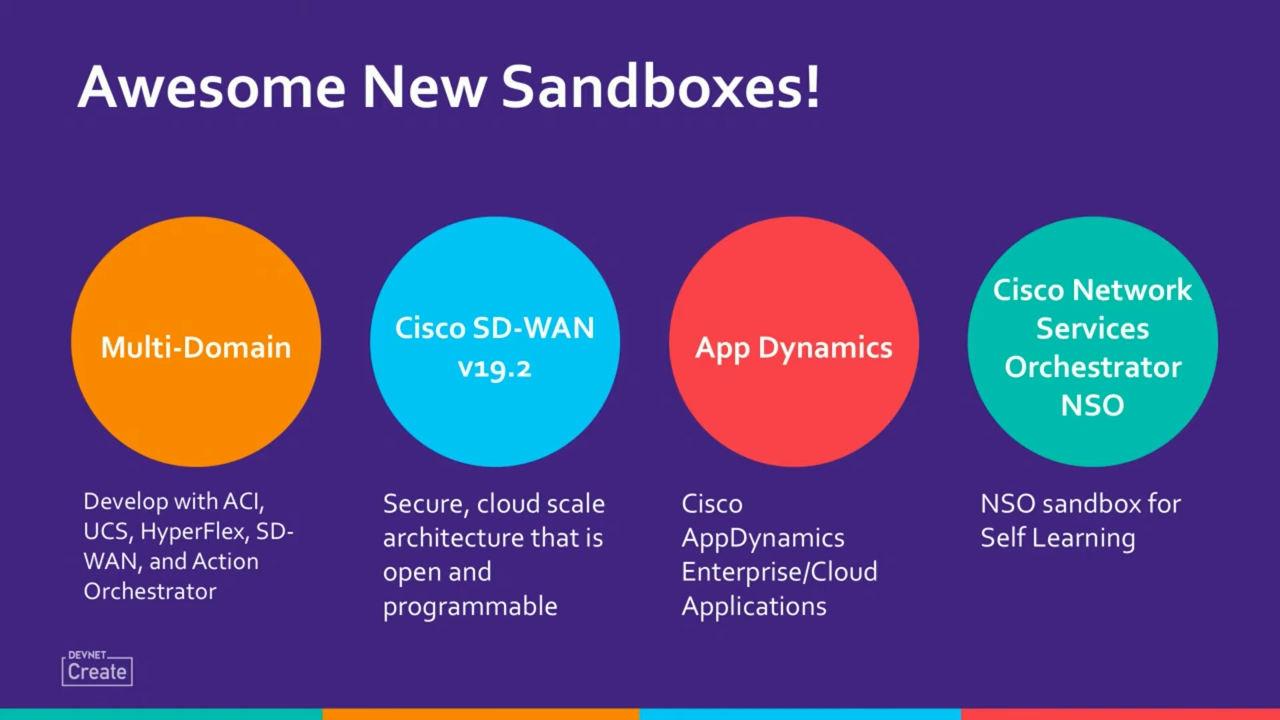 Awesome New Sandboxes!
Multi-Domain
Develop with ACI,
UCS, HyperFlex, SD-
WAN, and Action
Orchestrator
Cisco SD-WAN
v19.2
Secure, cloud scale
architecture that is
open and
programmable
App Dynamics
Cisco
AppDynamics
Enterprise/Cloud
Applications
Cisco Network
Services
Orchestrator
NSO
NSO sandbox for
Self Learning
DEVNET
Create